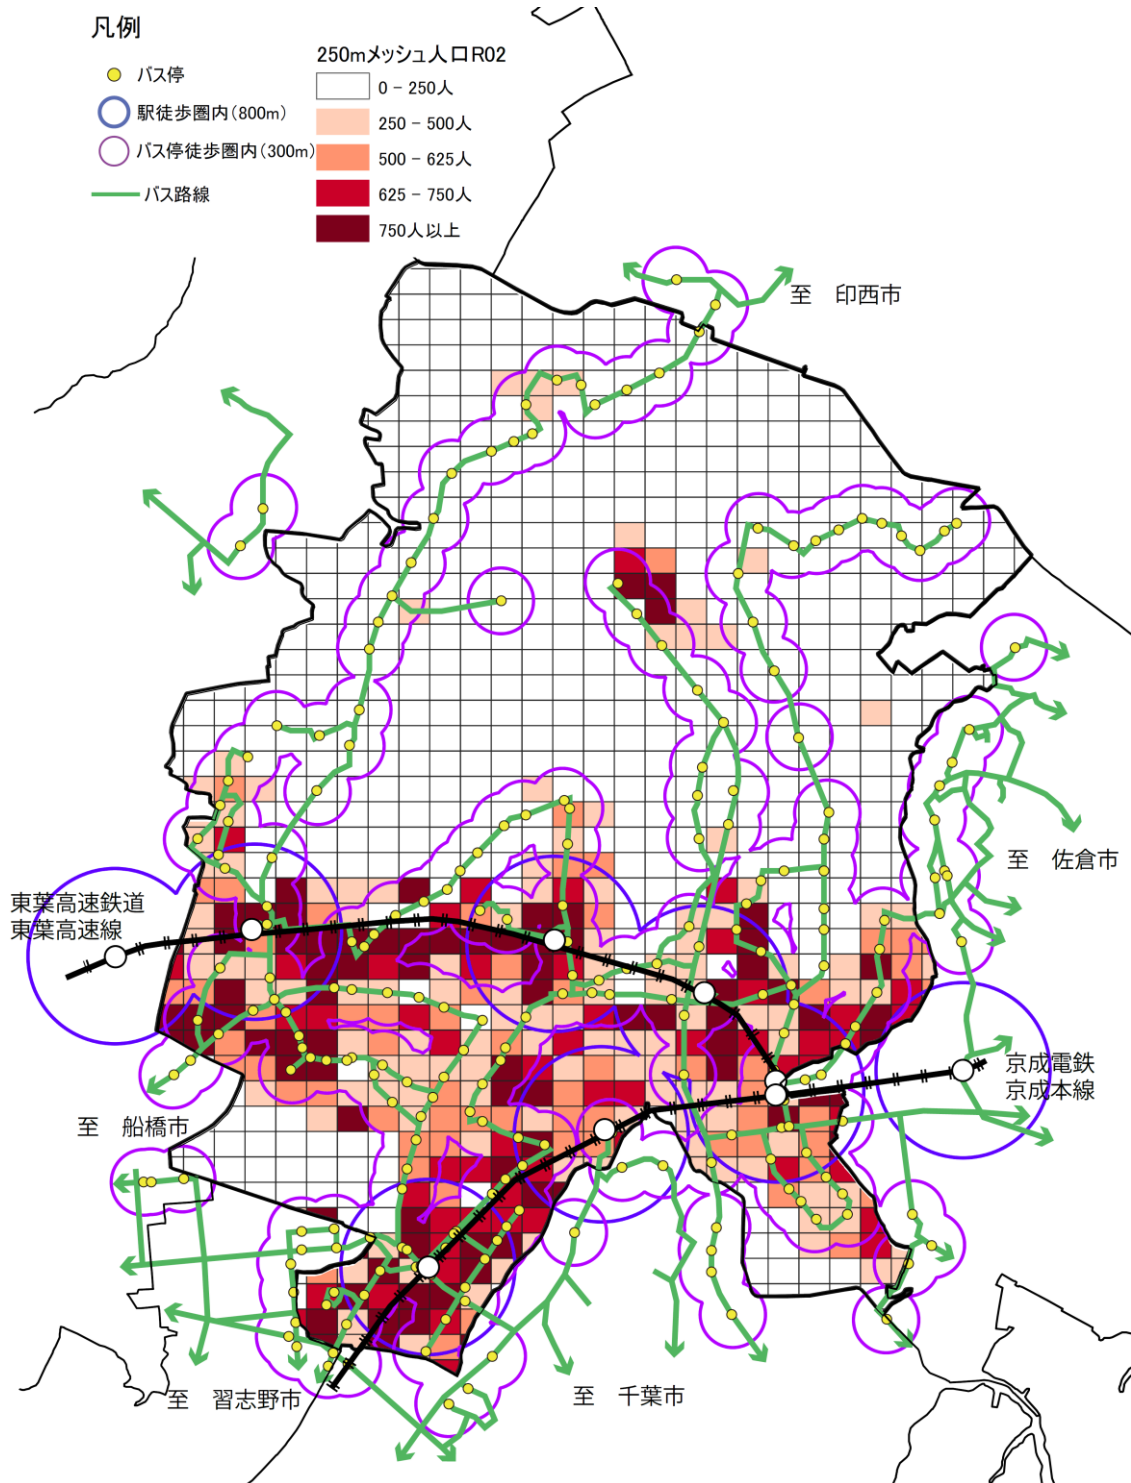 凡例
バス停
駅徒歩圏内(800m)
バス停徒歩圏内(300m)
バス路線
250mメッシュ人口R02
0 - 250人
250 - 500人
500 - 625人
625 - 750人
750人以上
至 印西市
至 佐倉市
東葉高速鉄道
東葉高速線
京成電鉄
京成本線
至 船橋市
至 習志野市
至 千葉市